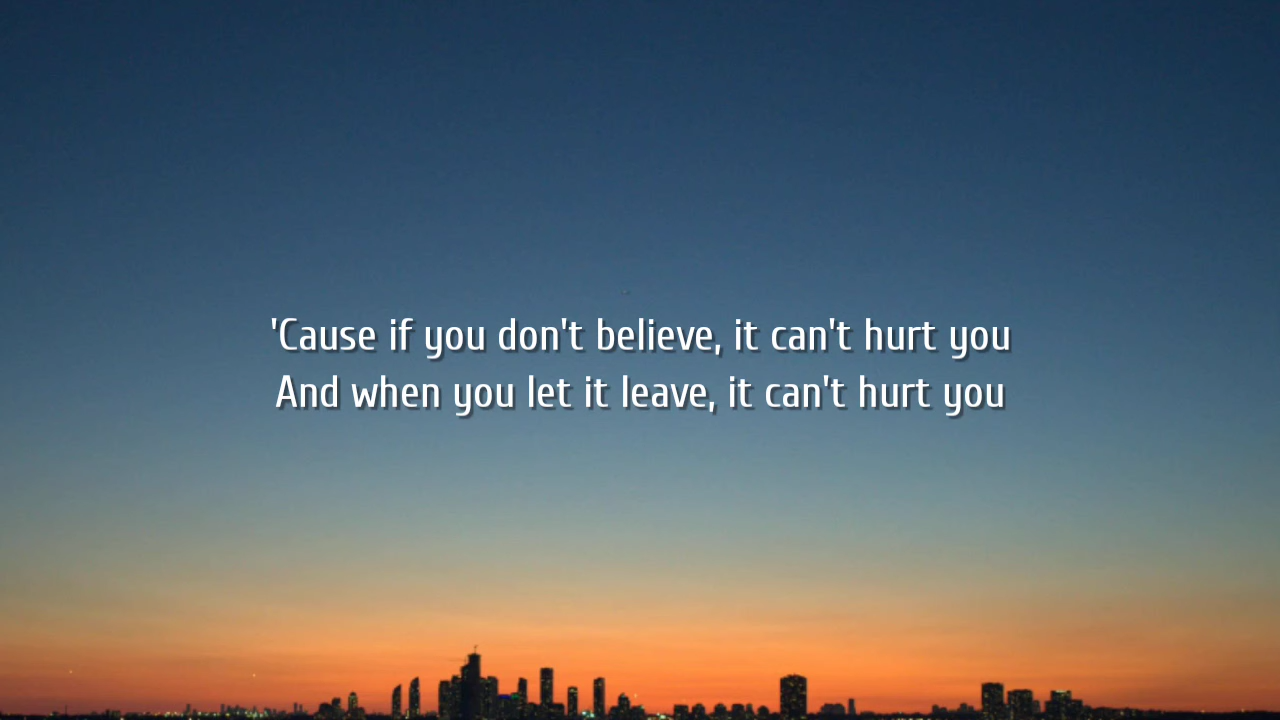 'Cause if you don't believe, it can't hurt you
And when you let it leave, it can't hurt you